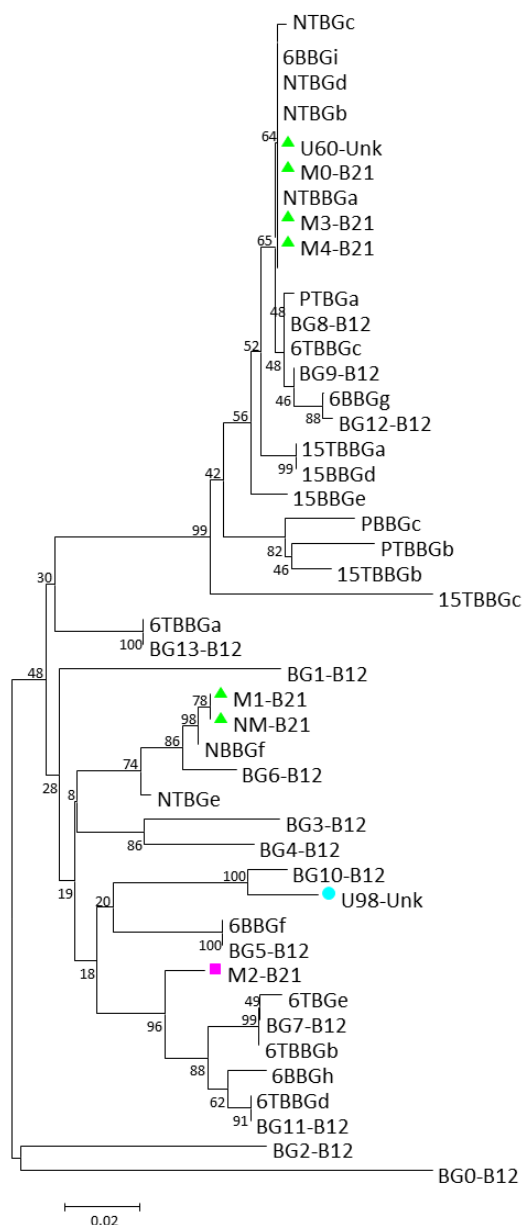 NTBGc
6BBGi
NTBGd
NTBGb
64
U60-Unk
M0-B21
NTBBGa
M3-B21
65
M4-B21
PTBGa
48
BG8-B12
52
6TBBGc
48
BG9-B12
46
6BBGg
56
88
BG12-B12
15TBBGa
99
15BBGd
42
15BBGe
PBBGc
99
82
PTBBGb
46
15TBBGb
30
15TBBGc
6TBBGa
100
BG13-B12
48
BG1-B12
78
M1-B21
98
NM-B21
86
NBBGf
74
BG6-B12
28
8
NTBGe
BG3-B12
86
BG4-B12
19
100
BG10-B12
20
U98-Unk
6BBGf
100
BG5-B12
18
M2-B21
49
6TBGe
96
99
BG7-B12
6TBBGb
88
6BBGh
62
6TBBGd
91
BG11-B12
BG2-B12
BG0-B12
0.02